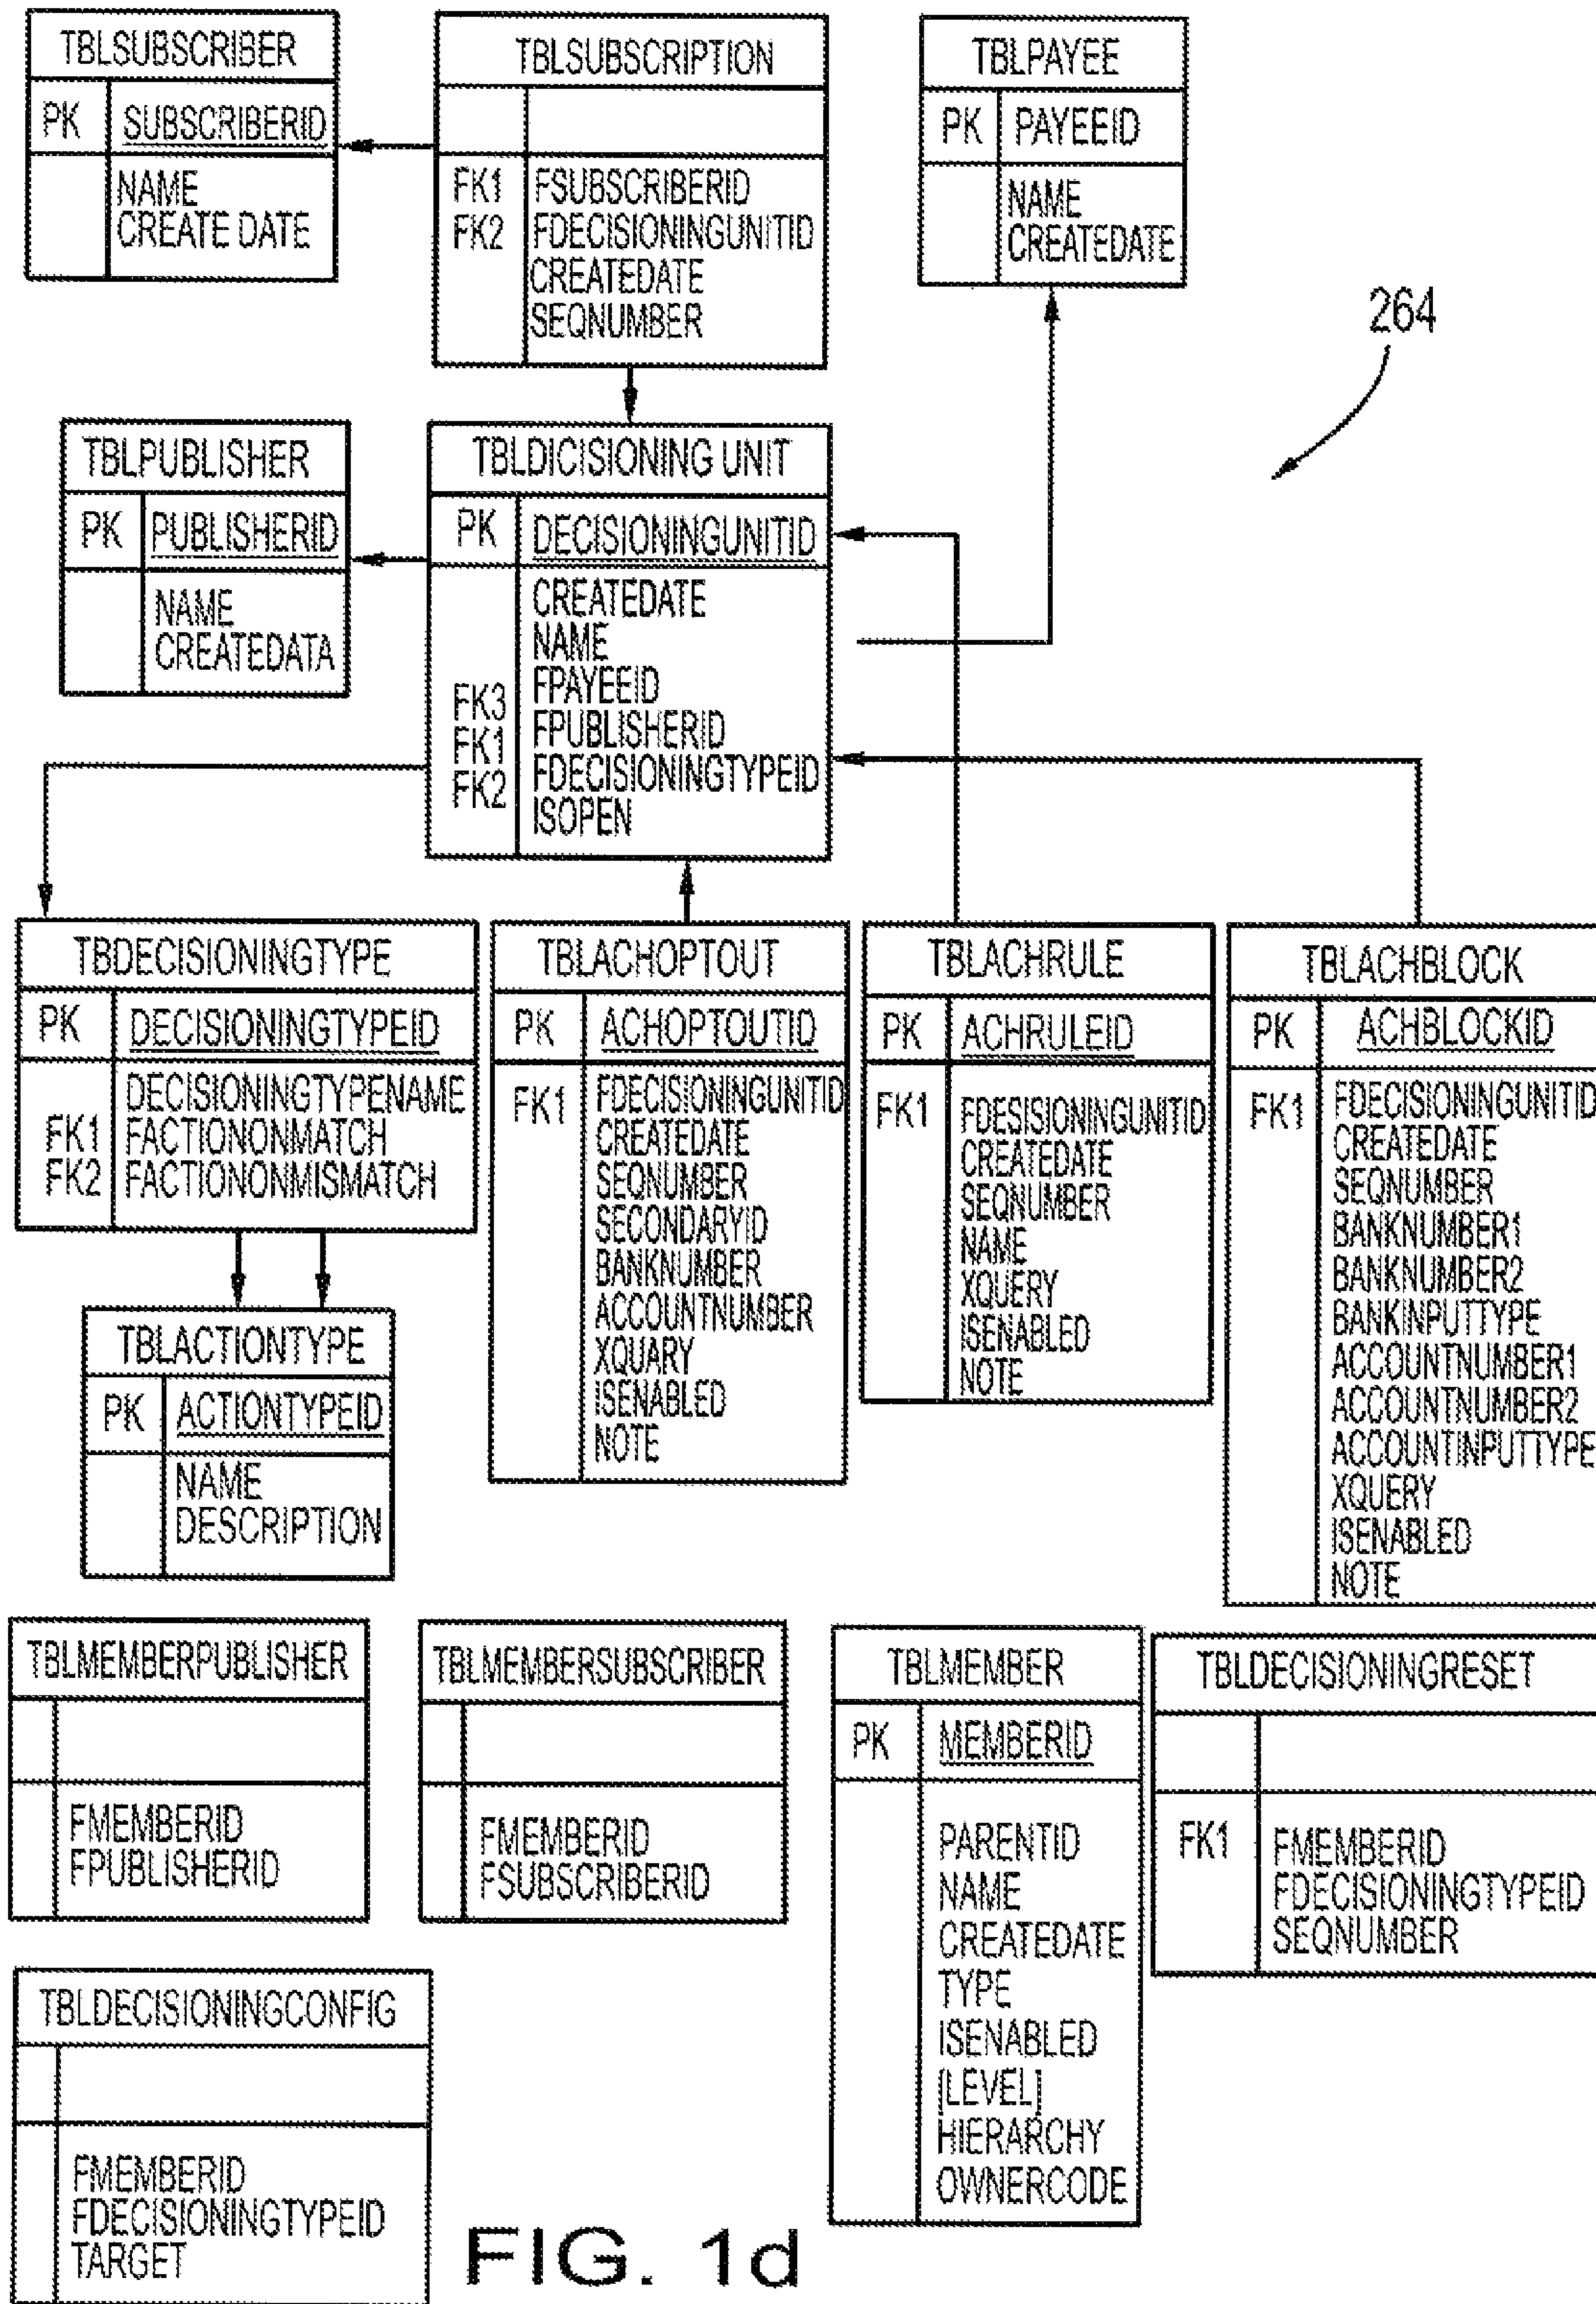 TBLSUBSCRIBER
PK SUBSCRIBERID
NAME
CREATE DATE
TBLSUBSCRIPTION
FK1 FSUBSCRIBERID
FK2 FDECISIONINGUNITID
CREATEDATE
SEQNUMBER
TBLPAYEE
PK PAYEEID
NAME
CREATEDATE
264
TBLPUBLISHER
PK PUBLISHERID
NAME
CREATEDATA
TBLDICISIONING UNIT
PK DECISIONINGUNITID
CREATEDATE
NAME
FK3 FPAYEEID
FK1 FPUBLISHERID
FK2 FDECISIONINGTYPEID
ISOPEN
TBDECISIONINGTYPE
PK DECISIONINGTYPEID
DECISIONINGTYPENAME
FK1 FACTIONONMATCH
FK2 FACTIONONMISMATCH
TBLACHOPTOUT
PK ACHOPTOUTID
FK1 FDECISIONINGUNITID
CREATEDATE
SEQNUMBER
SECONDARYID
BANKNUMBER
ACCOUNTNUMBER
XQUARY
ISENABLED
NOTE
TBLACHRULE
PK ACHRULEID
FK1 FDESISIONINGUNITID
CREATEDATE
SEQNUMBER
NAME
XQUERY
ISENABLED
NOTE
TBLACHBLOCK
PK ACHBLOCKID
FK1 FDECISIONINGUNITID
CREATEDATE
SEQNUMBER
BANKNUMBER1
BANKNUMBER2
BANKINPUTTYPE
ACCOUNTNUMBER1
ACCOUNTNUMBER2
ACCOUNTINPUTTYPE
XQUERY
ISENABLED
NOTE
TBLACTIONTYPE
PK ACTIONTYPEID
NAME
DESCRIPTION
TBLMEMBERPUBLISHER
FMEMBERID
FPUBLISHERID
TBLMEMBERSUBSCRIBER
FMEMBERID
FSUBSCRIBERID
TBLMEMBER
PK MEMBERID
PARENTID
NAME
CREATEDATE
TYPE
ISENABLED
[LEVEL]
HIERARCHY
OWNERCODE
TBLDECISIONINGRESET
FK1 FMEMBERID
FDECISIONINGTYPEID
SEQNUMBER
TBLDECISIONINGCONFIG
FMEMBERID
FDECISIONINGTYPEID
TARGET
FIG. 1d